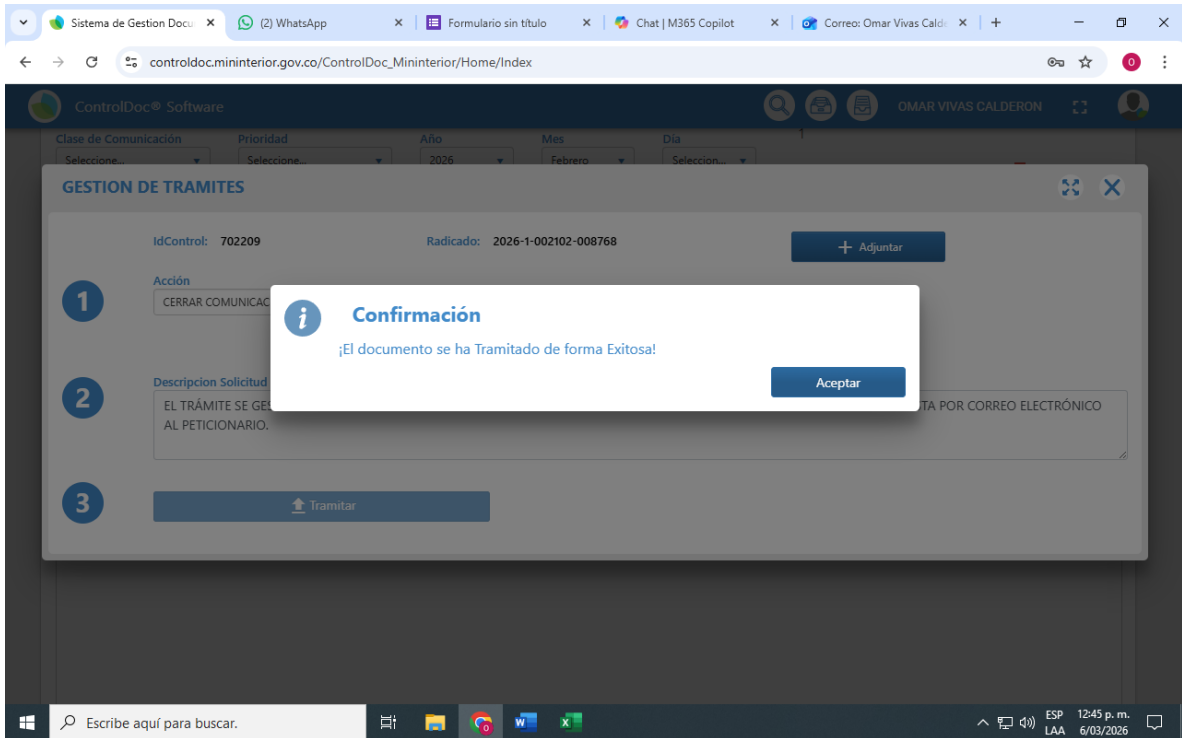 Sistema de Gestion Docu
(2) WhatsApp
Formulario sin título
Chat | M365 Copilot
Correo: Omar Vivas Calde
controldoc.mininterior.gov.co/ControlDoc_Mininterior/Home/Index
O
ControlDoc® Software
OMAR VIVAS CALDERON
Clase de Comunicación Prioridad Año Mes Dia
1
Seleccione... Seleccione... 2026 Febrero Seleccion...
GESTION DE TRAMITES
IdControl: 702209 Radicado: 2026-1-002102-008768
Adjuntar
1
Acción
CERRAR COMUNICAC
Confirmación
¡El documento se ha Tramitado de forma Exitosa!
Aceptar
2
Descripcion Solicitud
EL TRÁMITE SE GES TA POR CORREO ELECTRÓNICO
AL PETICIONARIO.
3
Tramitar
Escribe aquí para buscar.
ESP 12:45 p. m.
LAA 6/03/2026